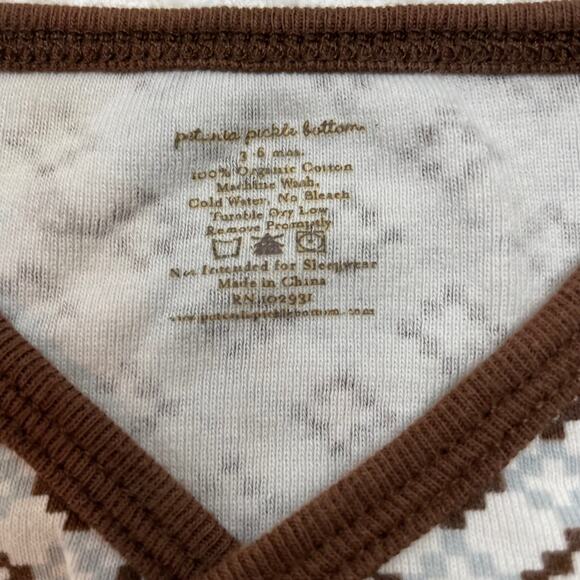 petunia pickle bottom.
3-6 mos.
100% Organic Cotton
Machine Wash,
Cold Water, No Bleach
Tumble Dry Low
Remove Promptly
Not Intended for Sleepwear
Made in China
RN.102931
www.petuniapicklebottom.com